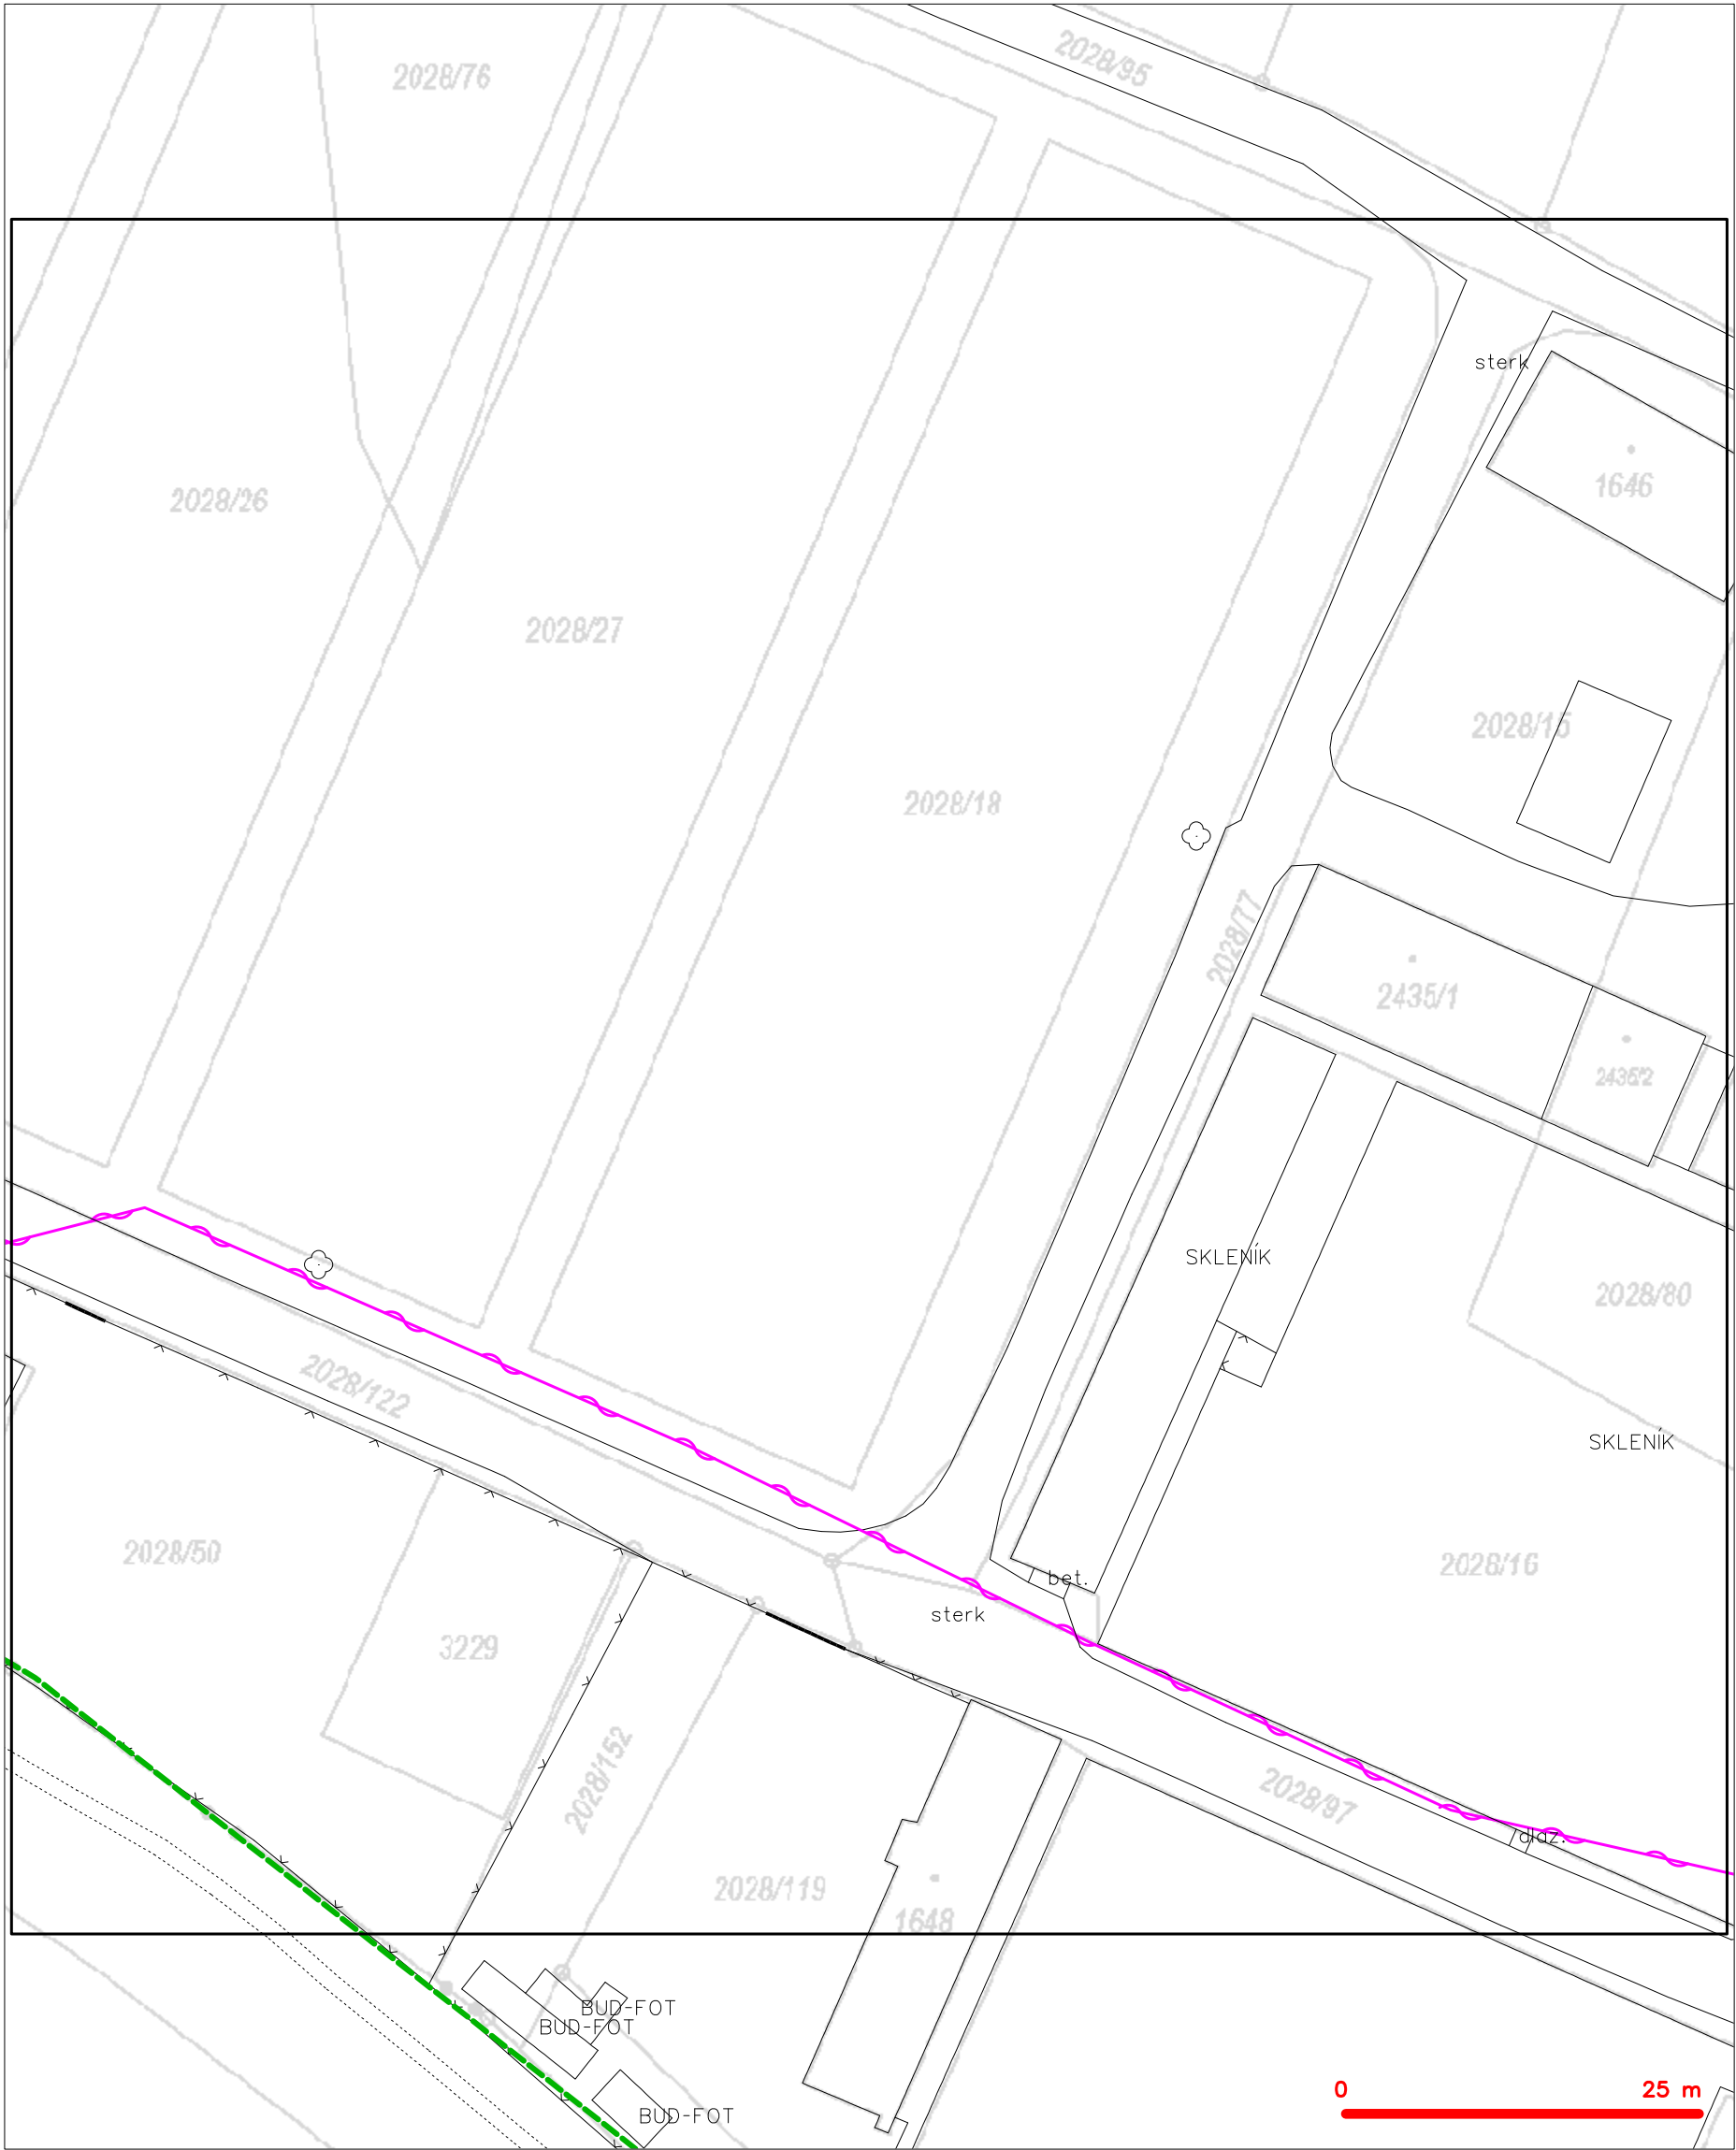 2028/95
2028/76
sterk
1646
2028/26
2028/27
2028/15
2028/18
2028/77
2435/1
2435/2
SKLENÍK
2028/80
2028/122
SKLENÍK
2028/50
2028/16
bet.
sterk
3229
2028/152
2028/97
dlaz.
2028/119
1648
BUD-FOT
BUD-FOT
0 25 m
BUD-FOT